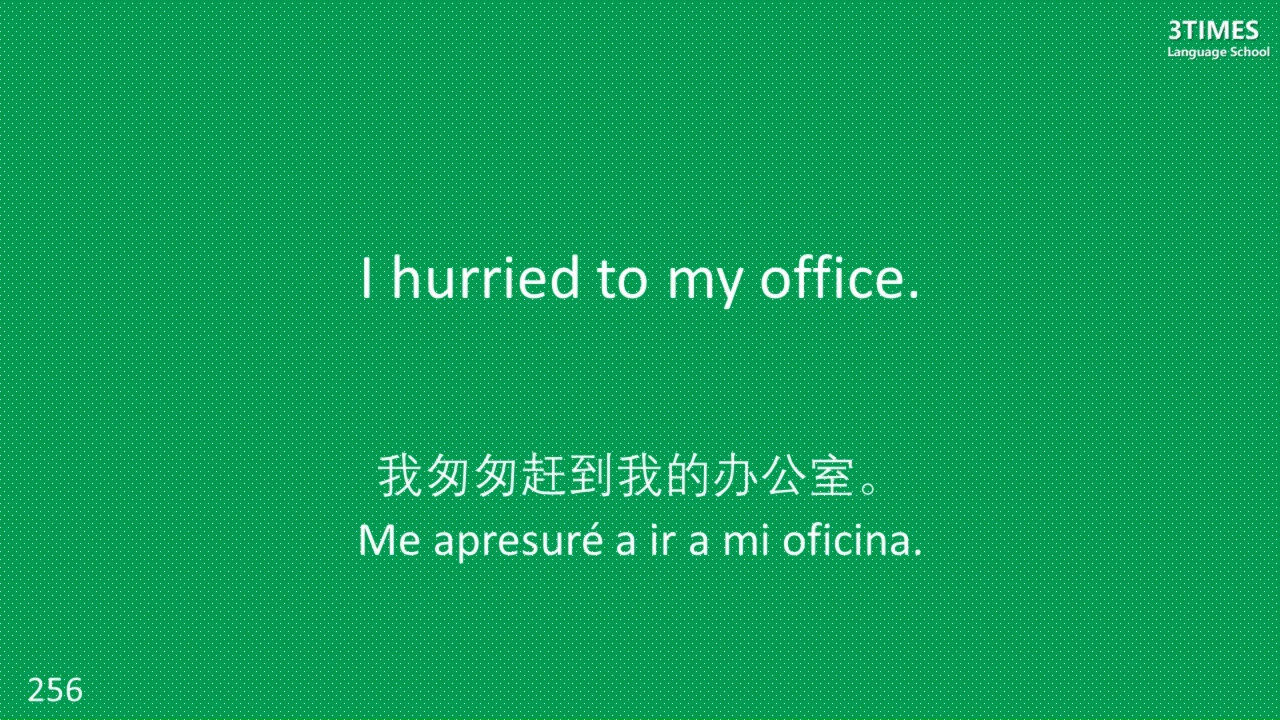 3TIMES
Language School
I hurried to my office.
我匆匆赶到我的办公室。
Me apresuré a ir a mi oficina.
256